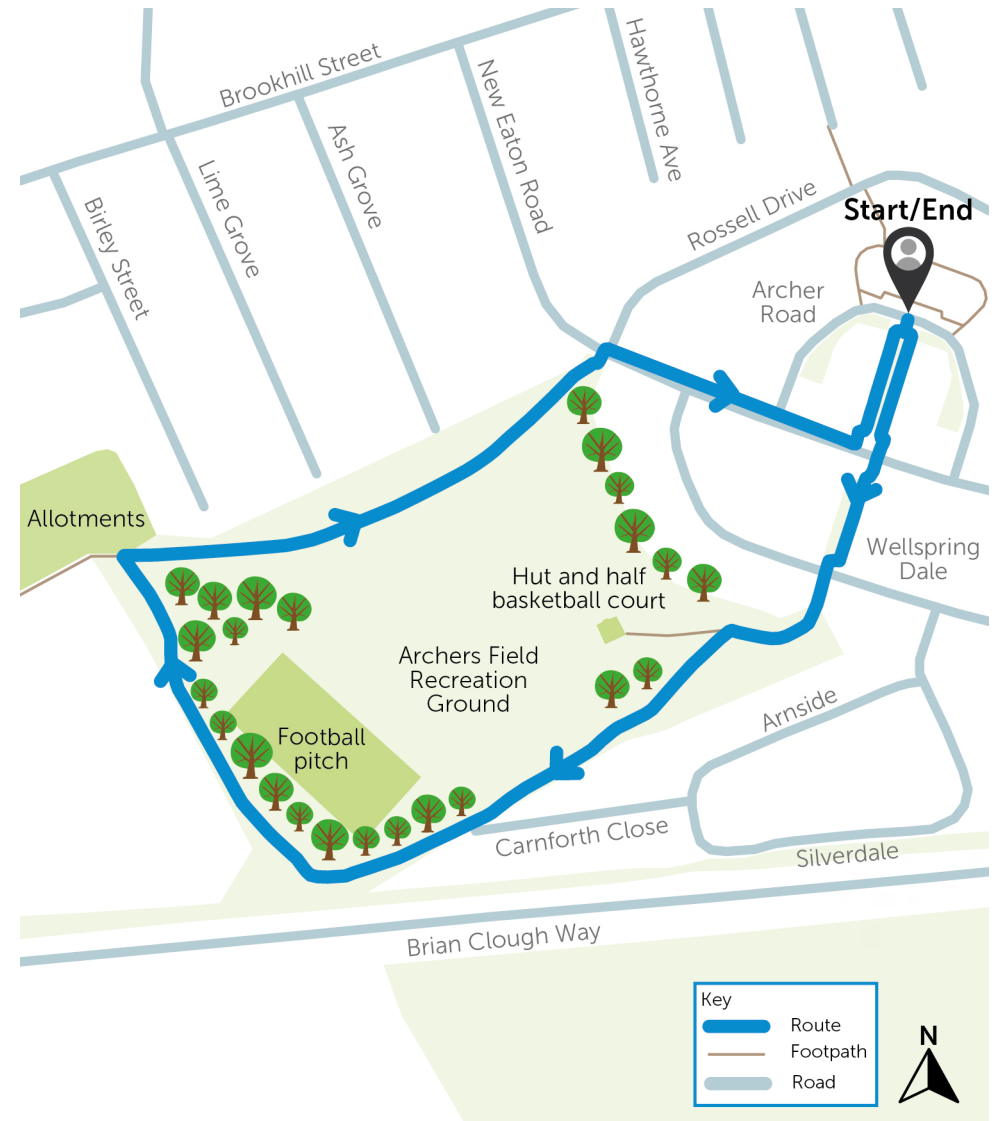 Brookhill Street
Hawthorne Ave
New Eaton Road
Ash Grove
Lime Grove
Birley Street
Rossell Drive
Start/End
Archer
Road
Allotments
Wellspring
Dale
Hut and half
basketball court
Archers Field
Recreation
Ground
Football
pitch
Arnside
Carnforth Close
Silverdale
Brian Clough Way
Key
Route
Footpath
Road
N